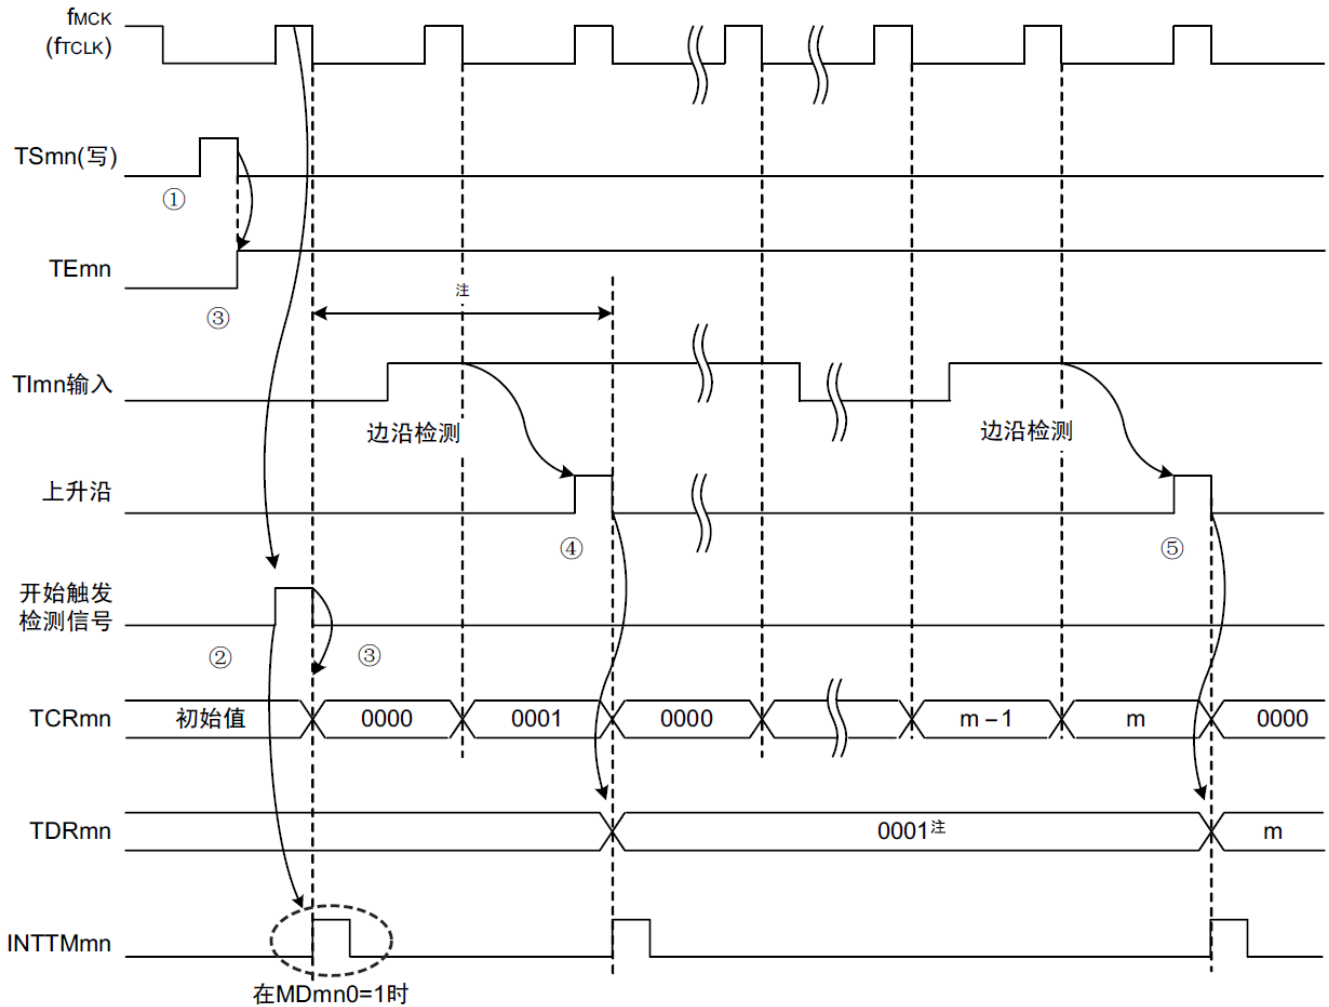 fMCK
(fTCLK)
TSmn(写)
①
TEmn
③
注
TImn输入
边沿检测
边沿检测
上升沿
④
⑤
开始触发
检测信号
②
③
TCRmn
初始值
0000
0001
0000
m – 1
m
0000
TDRmn
0001注
m
INTTMmn
在MDmn0=1时